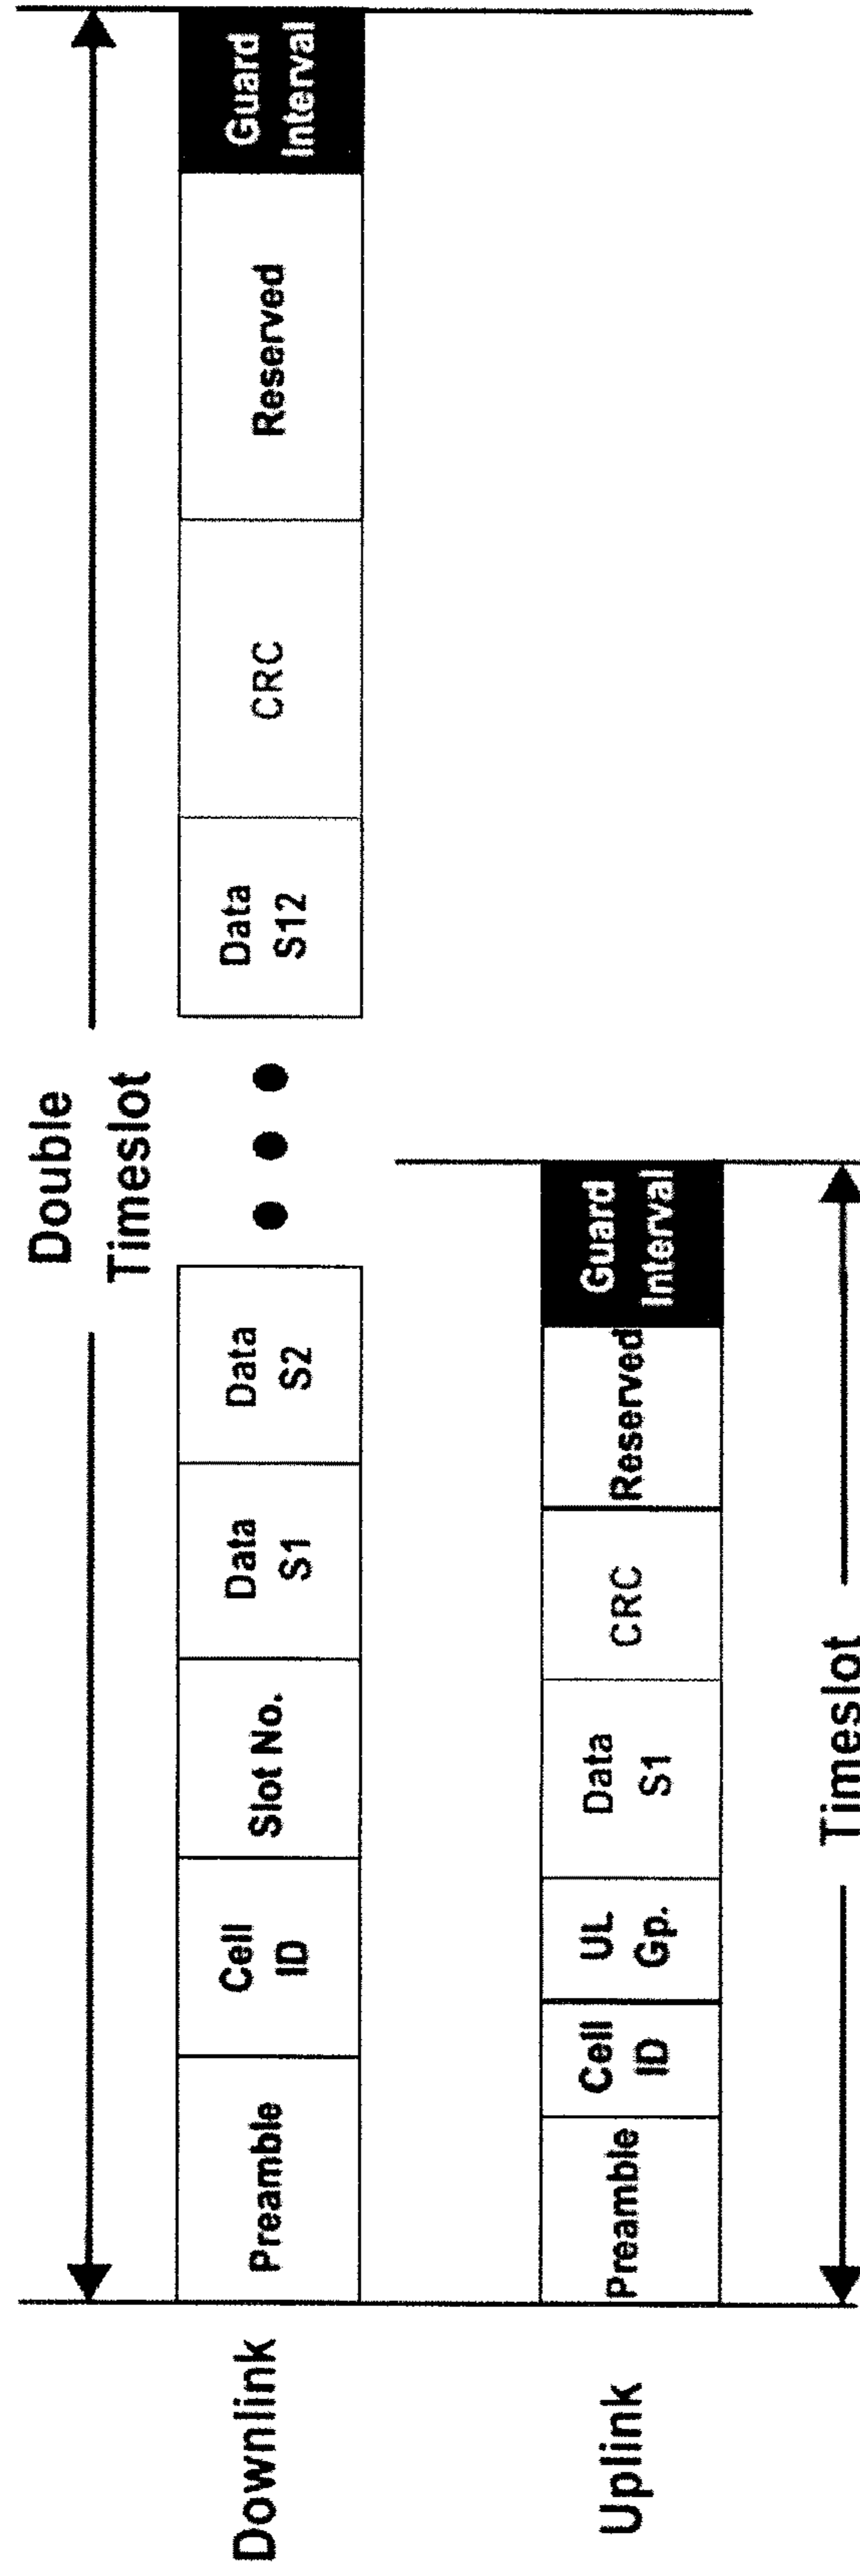 Double
Timeslot
Downlink
Preamble
Cell
ID
Slot No.
Data
S1
Data
S2
Data
S12
CRC
Reserved
Guard
Interval
Uplink
Preamble
Cell
ID
UL
Gp.
Data
S1
CRC
Reserved
Guard
Interval
Timeslot